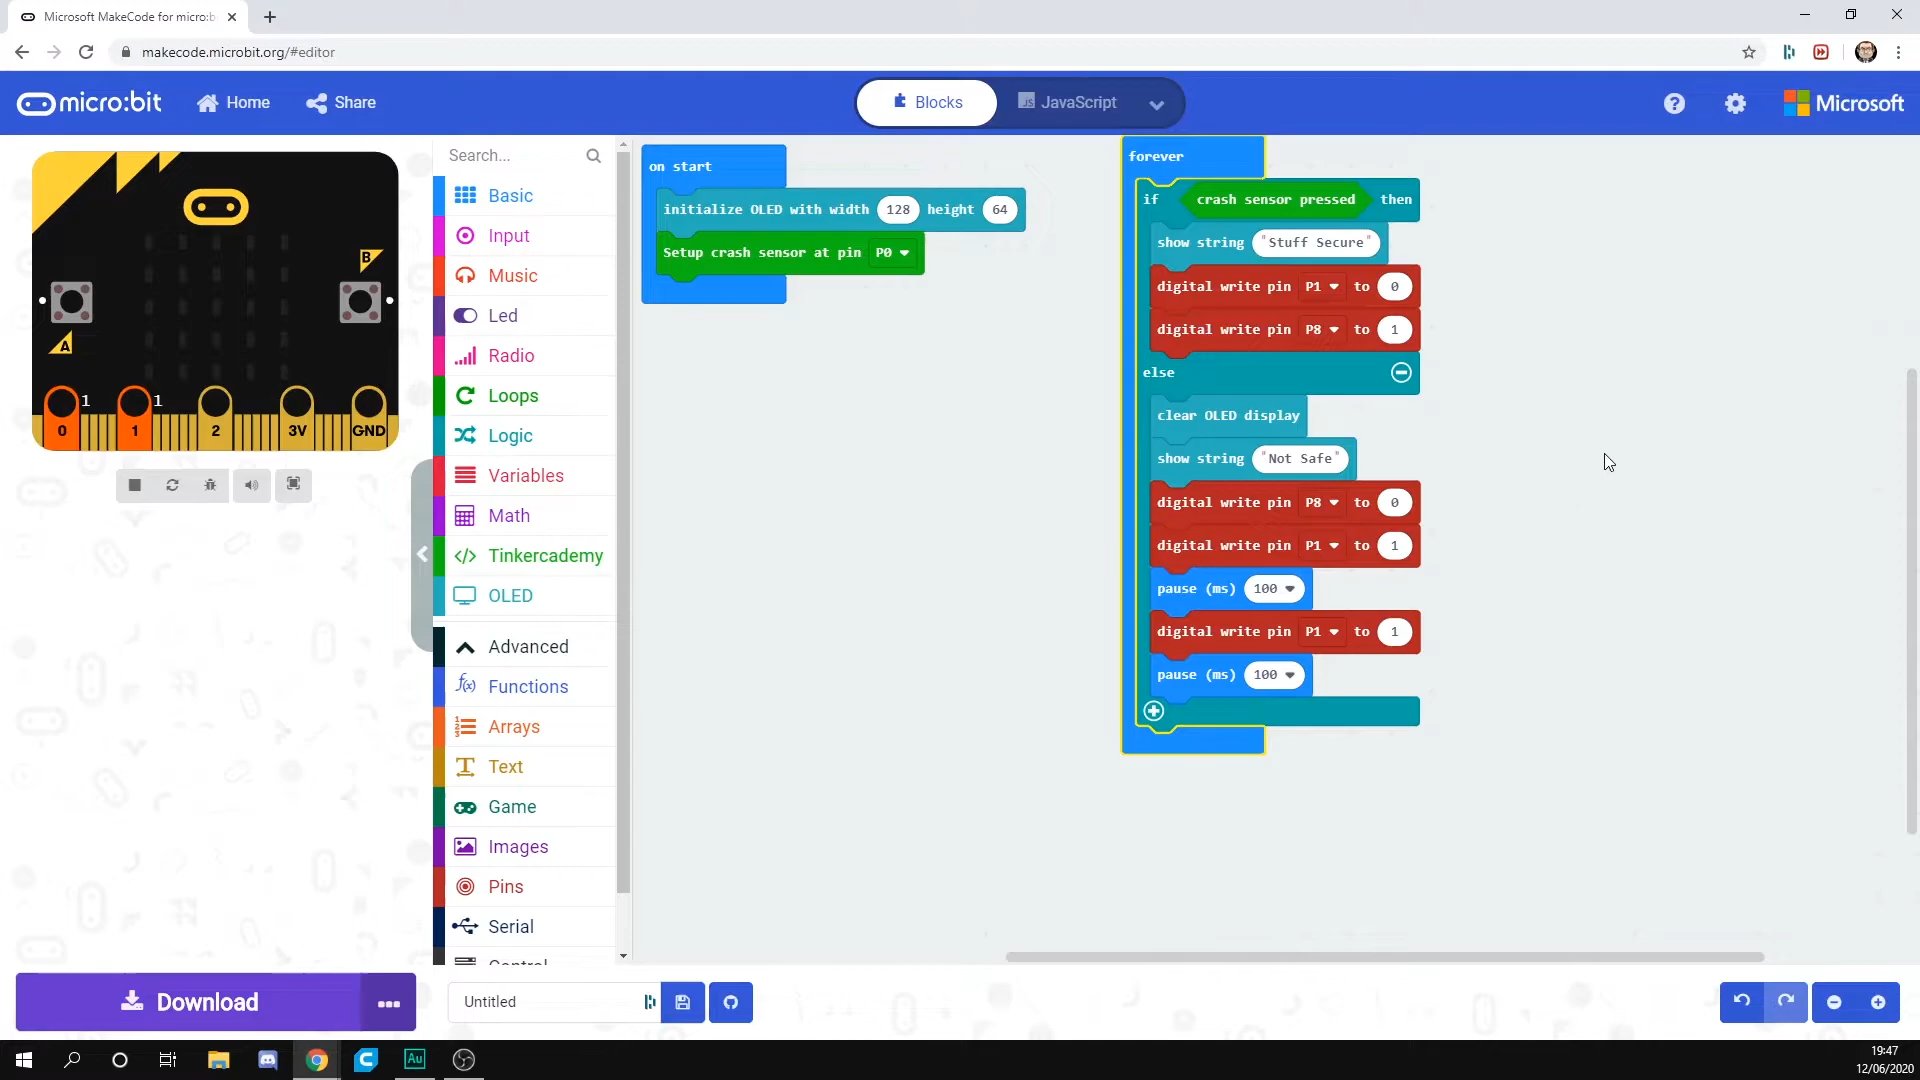 Microsoft MakeCode for micro:b
makecode.microbit.org/#editor
micro:bit
Home
Share
Blocks
JS
JavaScript
?
Microsoft
B
A
1
1
0
1
2
3V
GND
Search...
Basic
Input
Music
Led
Radio
Loops
Logic
Variables
Math
Tinkercademy
OLED
Advanced
Functions
Arrays
Text
Game
Images
Pins
Serial
Control
on start
initialize OLED with width 128 height 64
Setup crash sensor at pin P0
forever
if crash sensor pressed then
show string "Stuff Secure"
digital write pin P1 to 0
digital write pin P8 to 1
else
clear OLED display
show string "Not Safe"
digital write pin P8 to 0
digital write pin P1 to 1
pause (ms) 100
digital write pin P1 to 1
pause (ms) 100
Download
Untitled
Au
19:47
12/06/2020